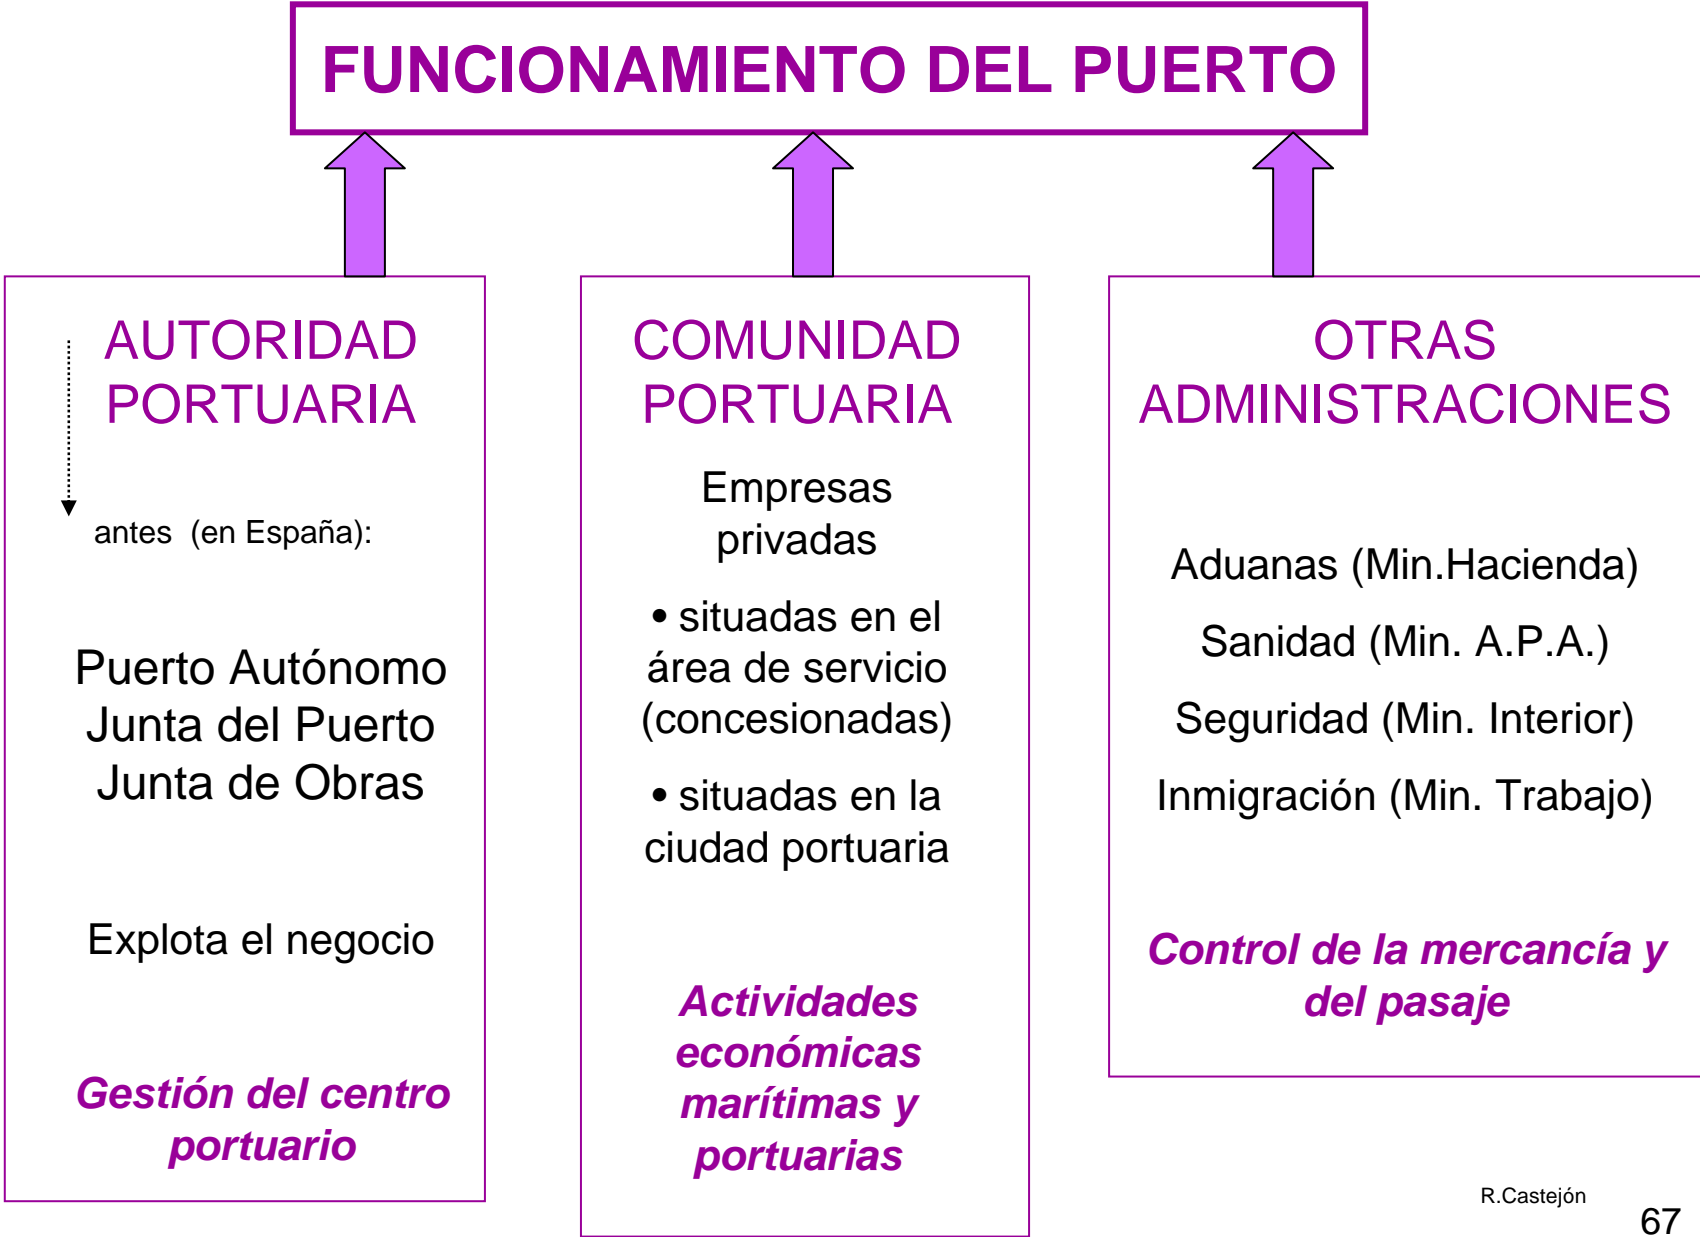 FUNCIONAMIENTO DEL PUERTO
AUTORIDAD
PORTUARIA
antes (en España):
Puerto Autónomo
Junta del Puerto
Junta de Obras
Explota el negocio
Gestión del centro
portuario
COMUNIDAD
PORTUARIA
Empresas
privadas
• situadas en el
área de servicio
(concesionadas)
• situadas en la
ciudad portuaria
Actividades
económicas
marítimas y
portuarias
OTRAS
ADMINISTRACIONES
Aduanas (Min.Hacienda)
Sanidad (Min. A.P.A.)
Seguridad (Min. Interior)
Inmigración (Min. Trabajo)
Control de la mercancía y
del pasaje
R.Castejón
67